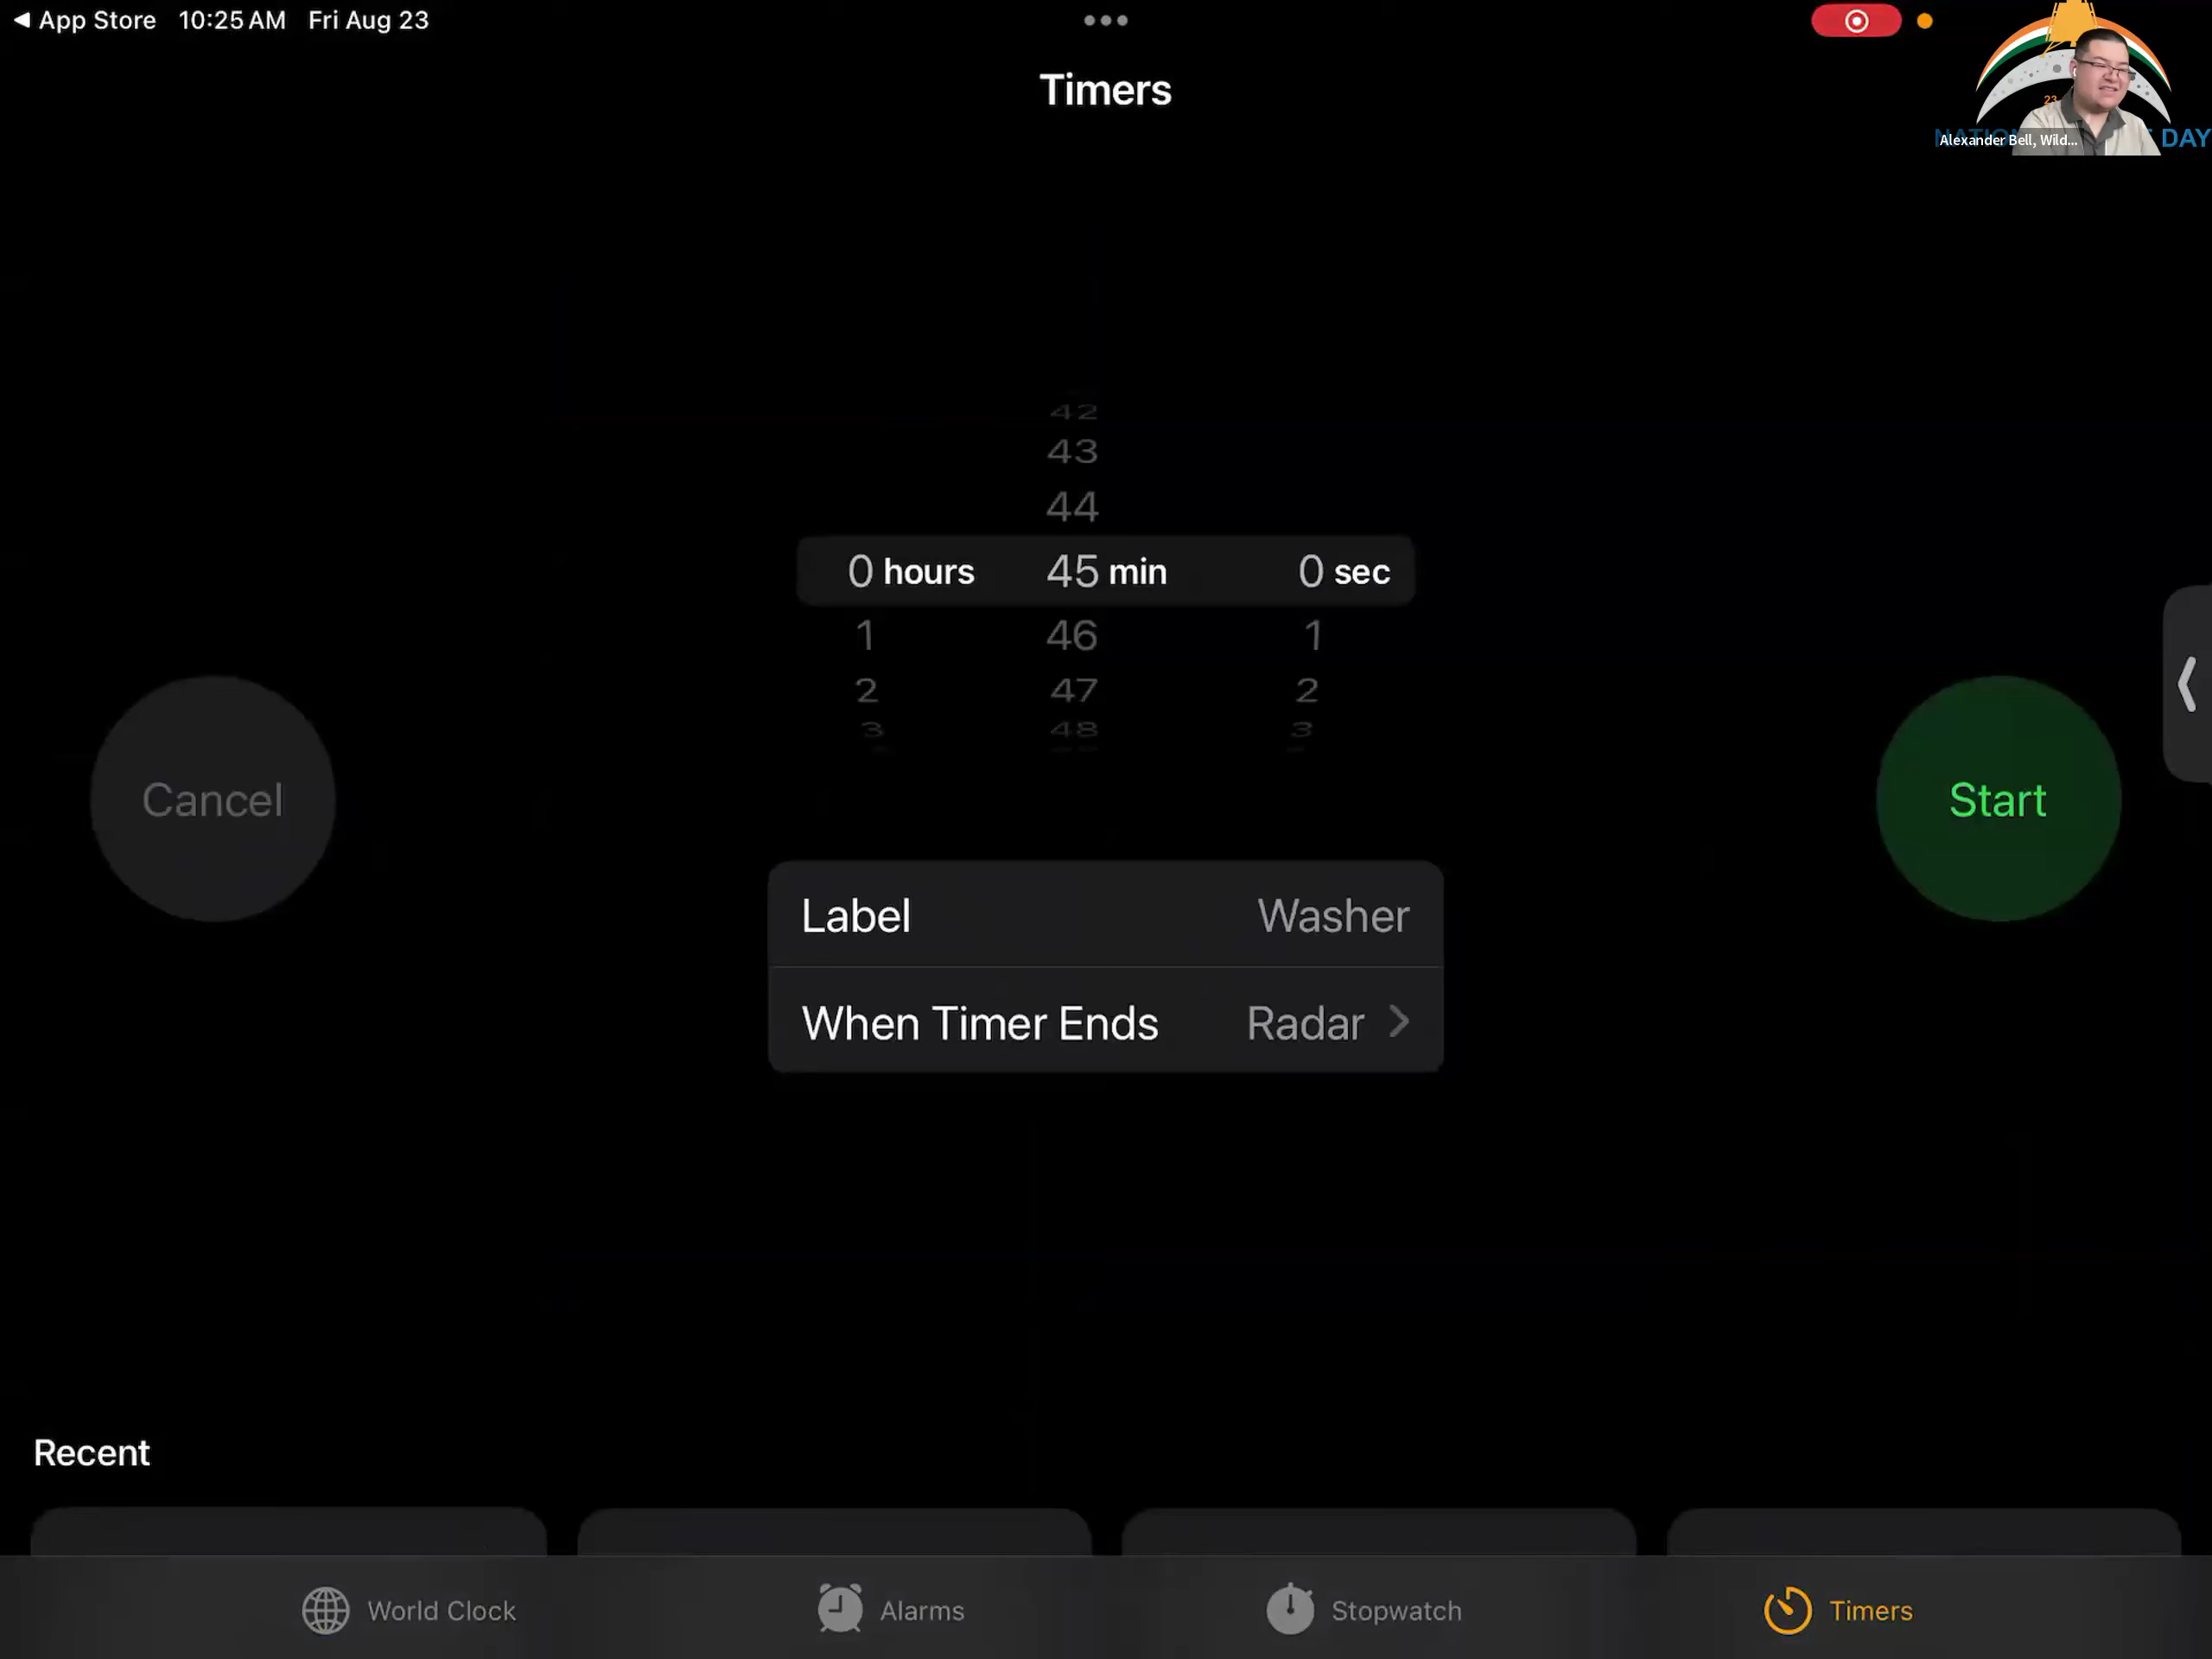 ◀ App Store 10:25 AM Fri Aug 23
Timers
23
NATIO DAY
Alexander Bell, Wild...
42
43
44
0 hours 45 min 0 sec
1 46 1
2 47 2
3 48 3
Cancel
Start
Label Washer
When Timer Ends Radar >
Recent
World Clock Alarms Stopwatch Timers